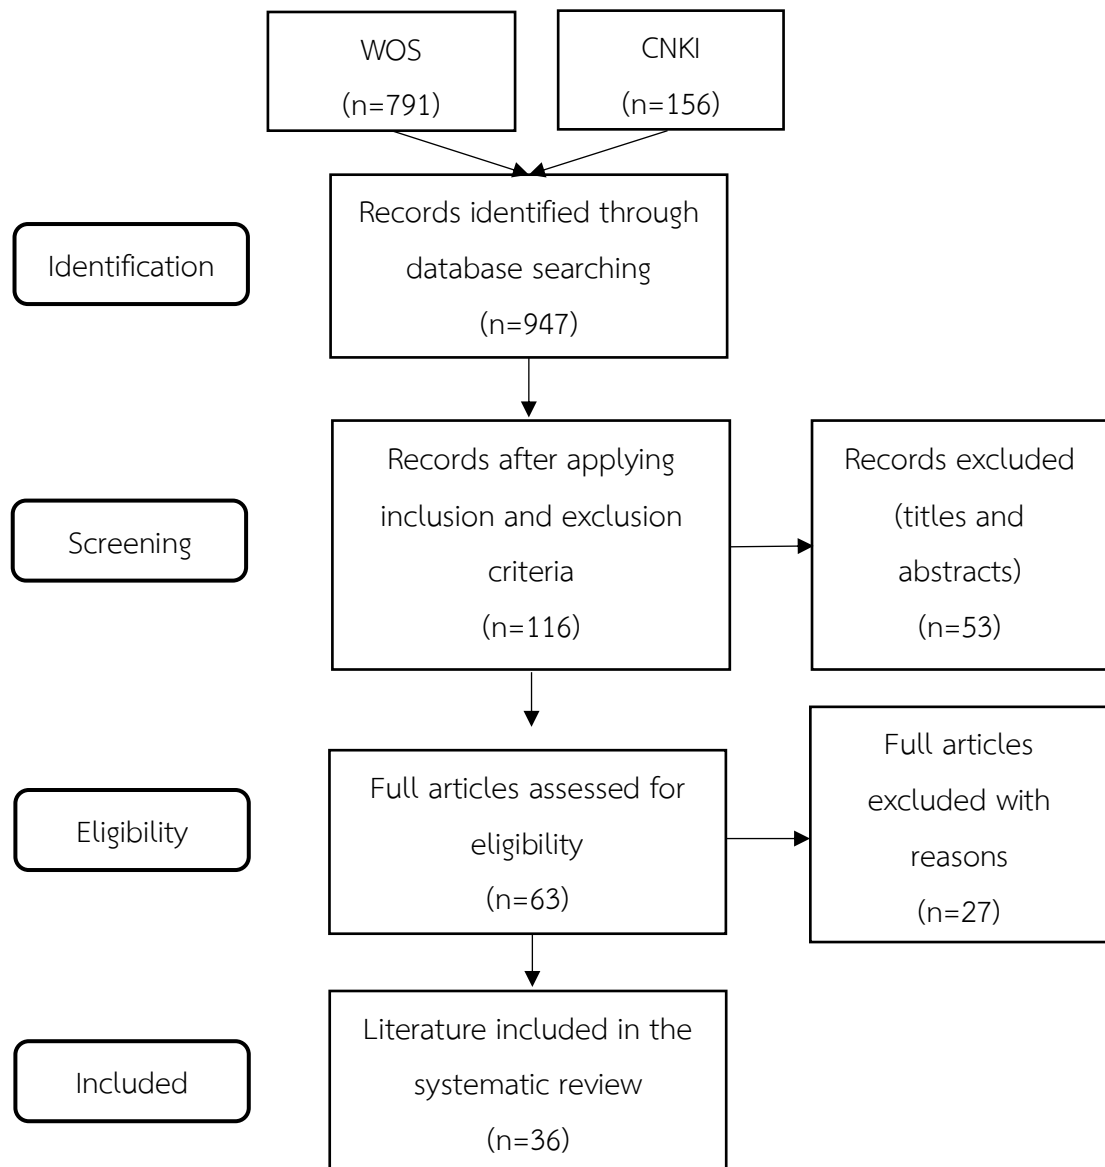 WOS
(n=791)
CNKI
(n=156)
Identification
Records identified through
database searching
(n=947)
Screening
Records after applying
inclusion and exclusion
criteria
(n=116)
Records excluded
(titles and
abstracts)
(n=53)
Eligibility
Full articles assessed for
eligibility
(n=63)
Full articles
excluded with
reasons
(n=27)
Included
Literature included in the
systematic review
(n=36)